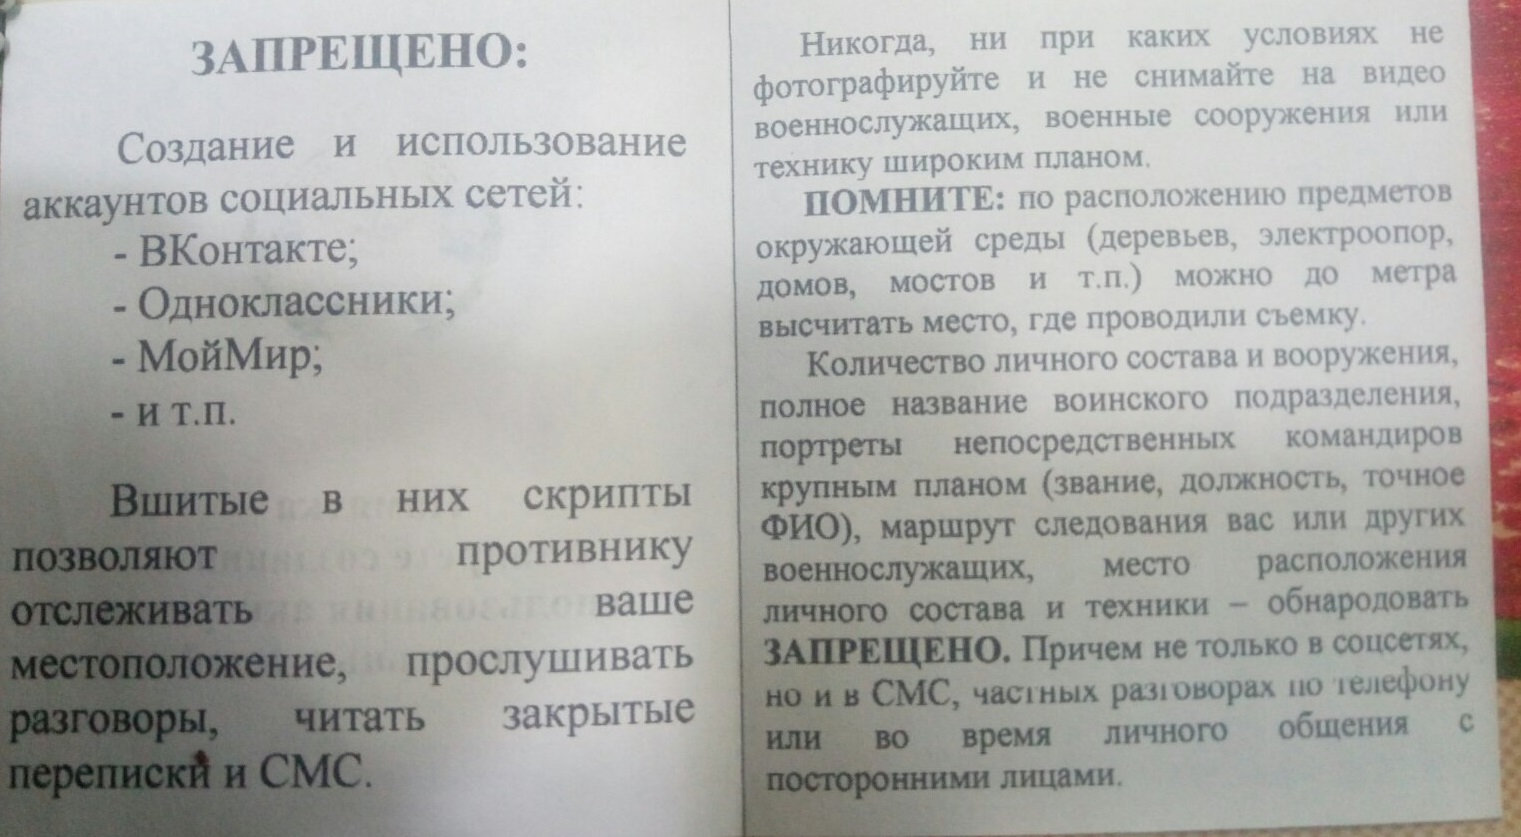 ЗАПРЕЩЕНО:
Создание и использование
аккаунтов социальных сетей:
- ВКонтакте;
- Одноклассники;
- МойМир;
- и т.п.
Вшитые в них скрипты
позволяют противнику
отслеживать ваше
местоположение, прослушивать
разговоры, читать закрытые
переписки и СМС.
Никогда, ни при каких условиях не
фотографируйте и не снимайте на видео
военнослужащих, военные сооружения или
технику широким планом.
ПОМНИТЕ: по расположению предметов
окружающей среды (деревьев, электроопор,
домов, мостов и т.п.) можно до метра
высчитать место, где проводили съемку.
Количество личного состава и вооружения,
полное название воинского подразделения,
портреты непосредственных командиров
крупным планом (звание, должность, точное
ФИО), маршрут следования вас или других
военнослужащих, место расположения
личного состава и техники – обнародовать
ЗАПРЕЩЕНО. Причем не только в соцсетях,
но и в СМС, частных разговорах по телефону
или во время личного общения с
посторонними лицами.